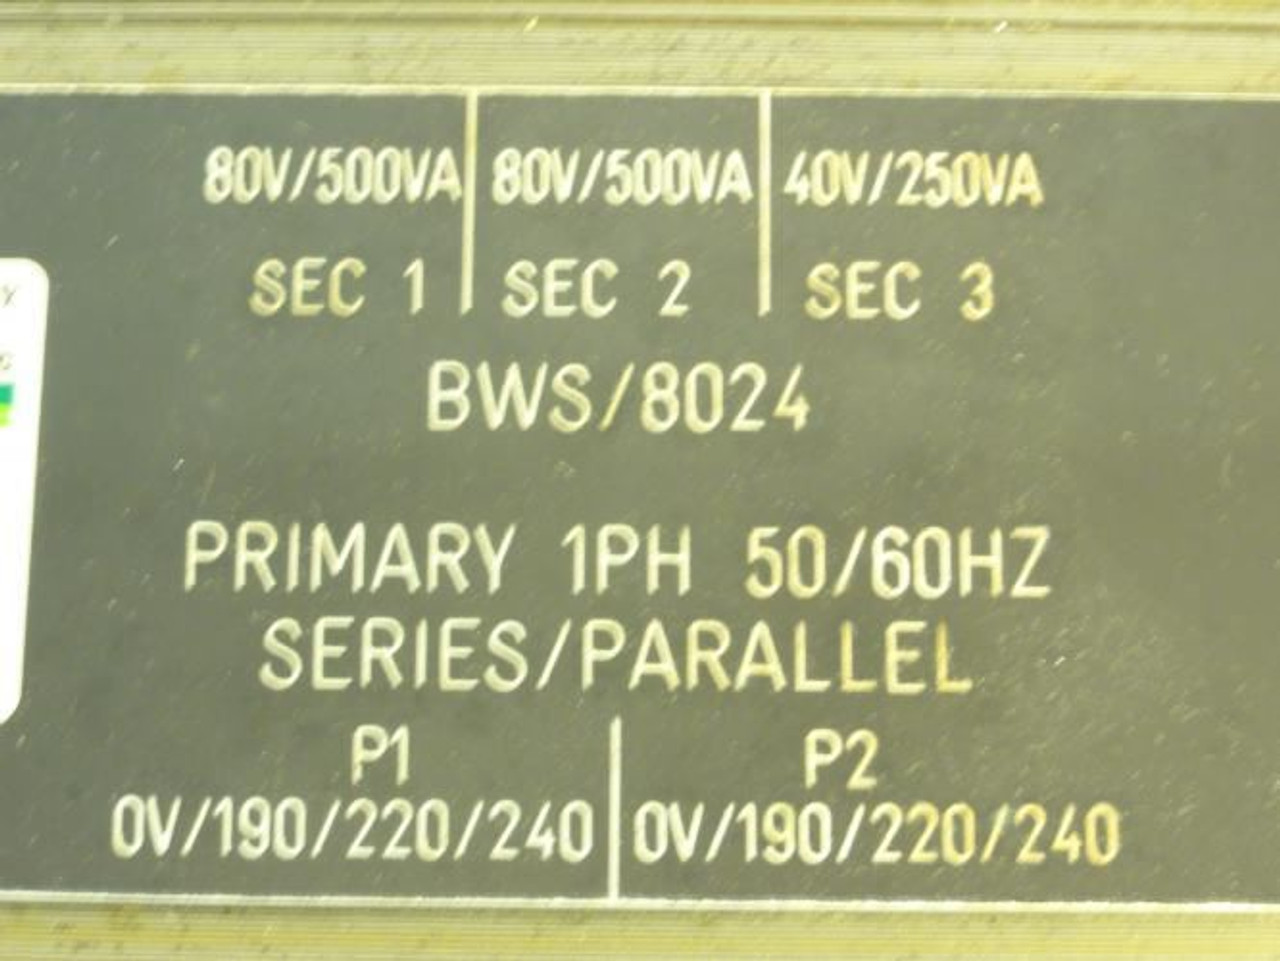 80V/500VA 80V/500VA 40V/250VA
SEC 1 SEC 2 SEC 3
BWS/8024
PRIMARY 1PH 50/60HZ
SERIES/PARALLEL
P1 P2
0V/190/220/240 0V/190/220/240